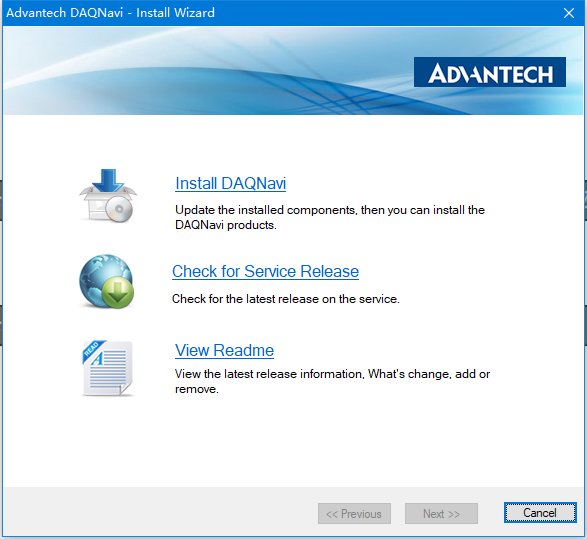 Advantech DAQNavi - Install Wizard
ADVANTECH
Install DAQNavi
Update the installed components, then you can install the
DAQNavi products.
Check for Service Release
Check for the latest release on the service.
READ
A
View Readme
View the latest release information, What's change, add or
remove.
<< Previous
Next >>
Cancel